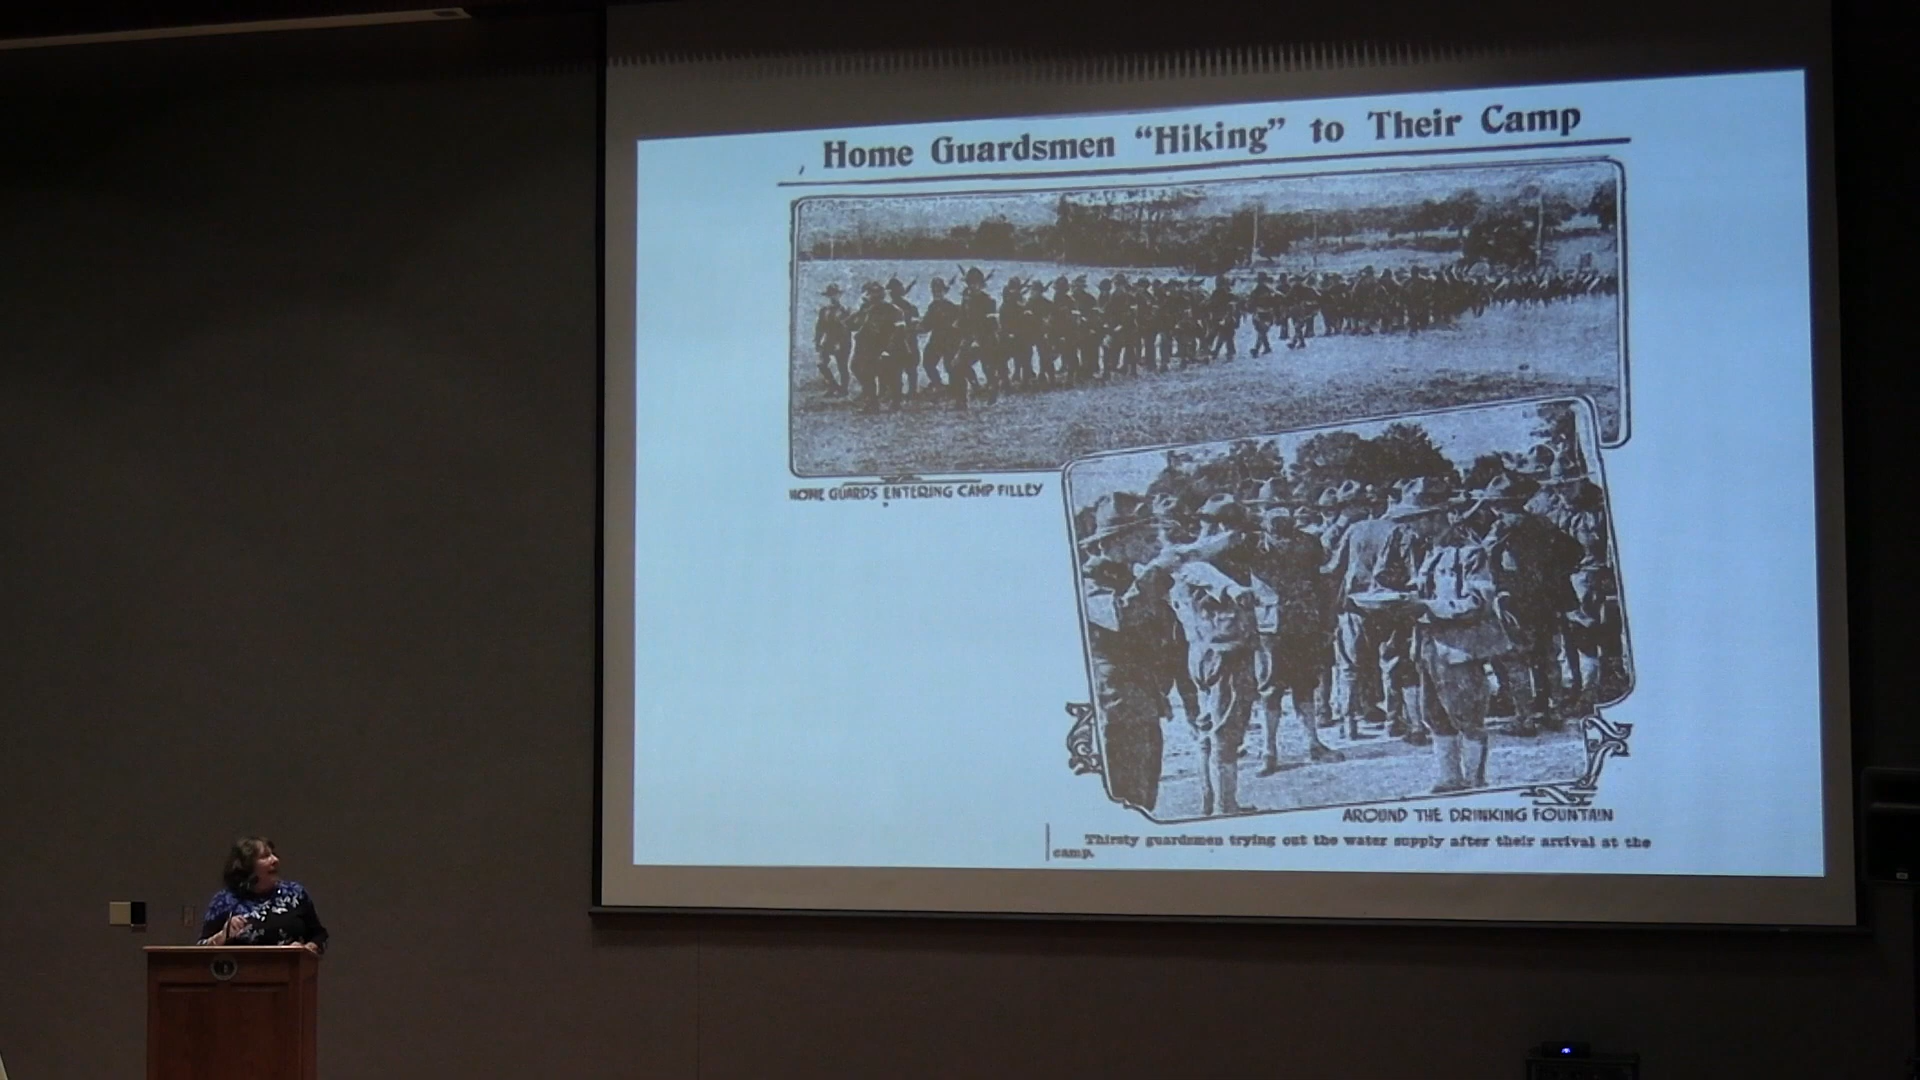 Home Guardsmen “Hiking” to Their Camp
HOME GUARDS ENTERING CAMP FILLEY
AROUND THE DRINKING FOUNTAIN
Thirsty guardsmen trying out the water supply after their arrival at the
camp.